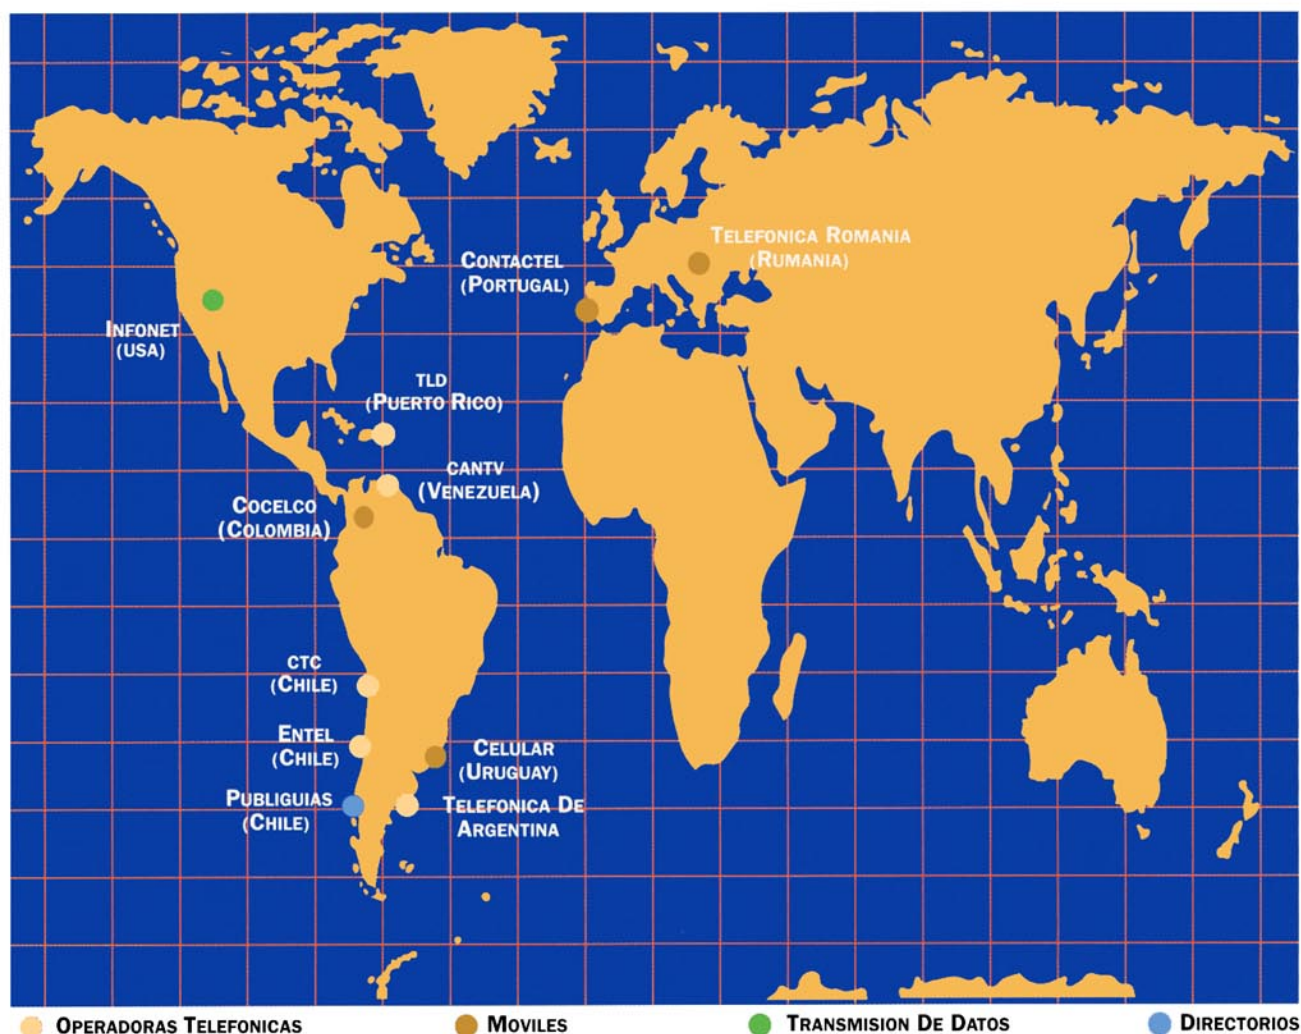 TELEFONICA ROMANIA
(RUMANIA)
CONTACTEL
(PORTUGAL)
INFONET
(USA)
TLD
(PUERTO RICO)
CANTV
(VENEZUELA)
COCELCO
(COLOMBIA)
CTC
(CHILE)
ENTEL
(CHILE)
CELULAR
(URUGUAY)
PUBLIGUIAS
(CHILE)
TELEFONICA DE
ARGENTINA
OPERADORAS TELEFONICAS
MOVILES
TRANSMISION DE DATOS
DIRECTORIOS